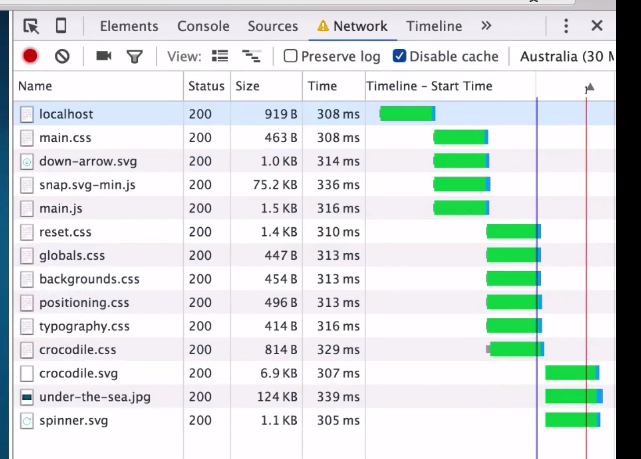 Elements Console Sources Network Timeline »
View: Preserve log Disable cache Australia (30 M
Name Status Size Time Timeline – Start Time
localhost 200 919 B 308 ms
main.css 200 463 B 308 ms
down-arrow.svg 200 1.0 KB 314 ms
snap.svg-min.js 200 75.2 KB 336 ms
main.js 200 1.5 KB 316 ms
reset.css 200 1.4 KB 310 ms
globals.css 200 447 B 313 ms
backgrounds.css 200 454 B 313 ms
positioning.css 200 496 B 313 ms
typography.css 200 414 B 316 ms
crocodile.css 200 814 B 329 ms
crocodile.svg 200 6.9 KB 307 ms
under-the-sea.jpg 200 124 KB 339 ms
spinner.svg 200 1.1 KB 305 ms